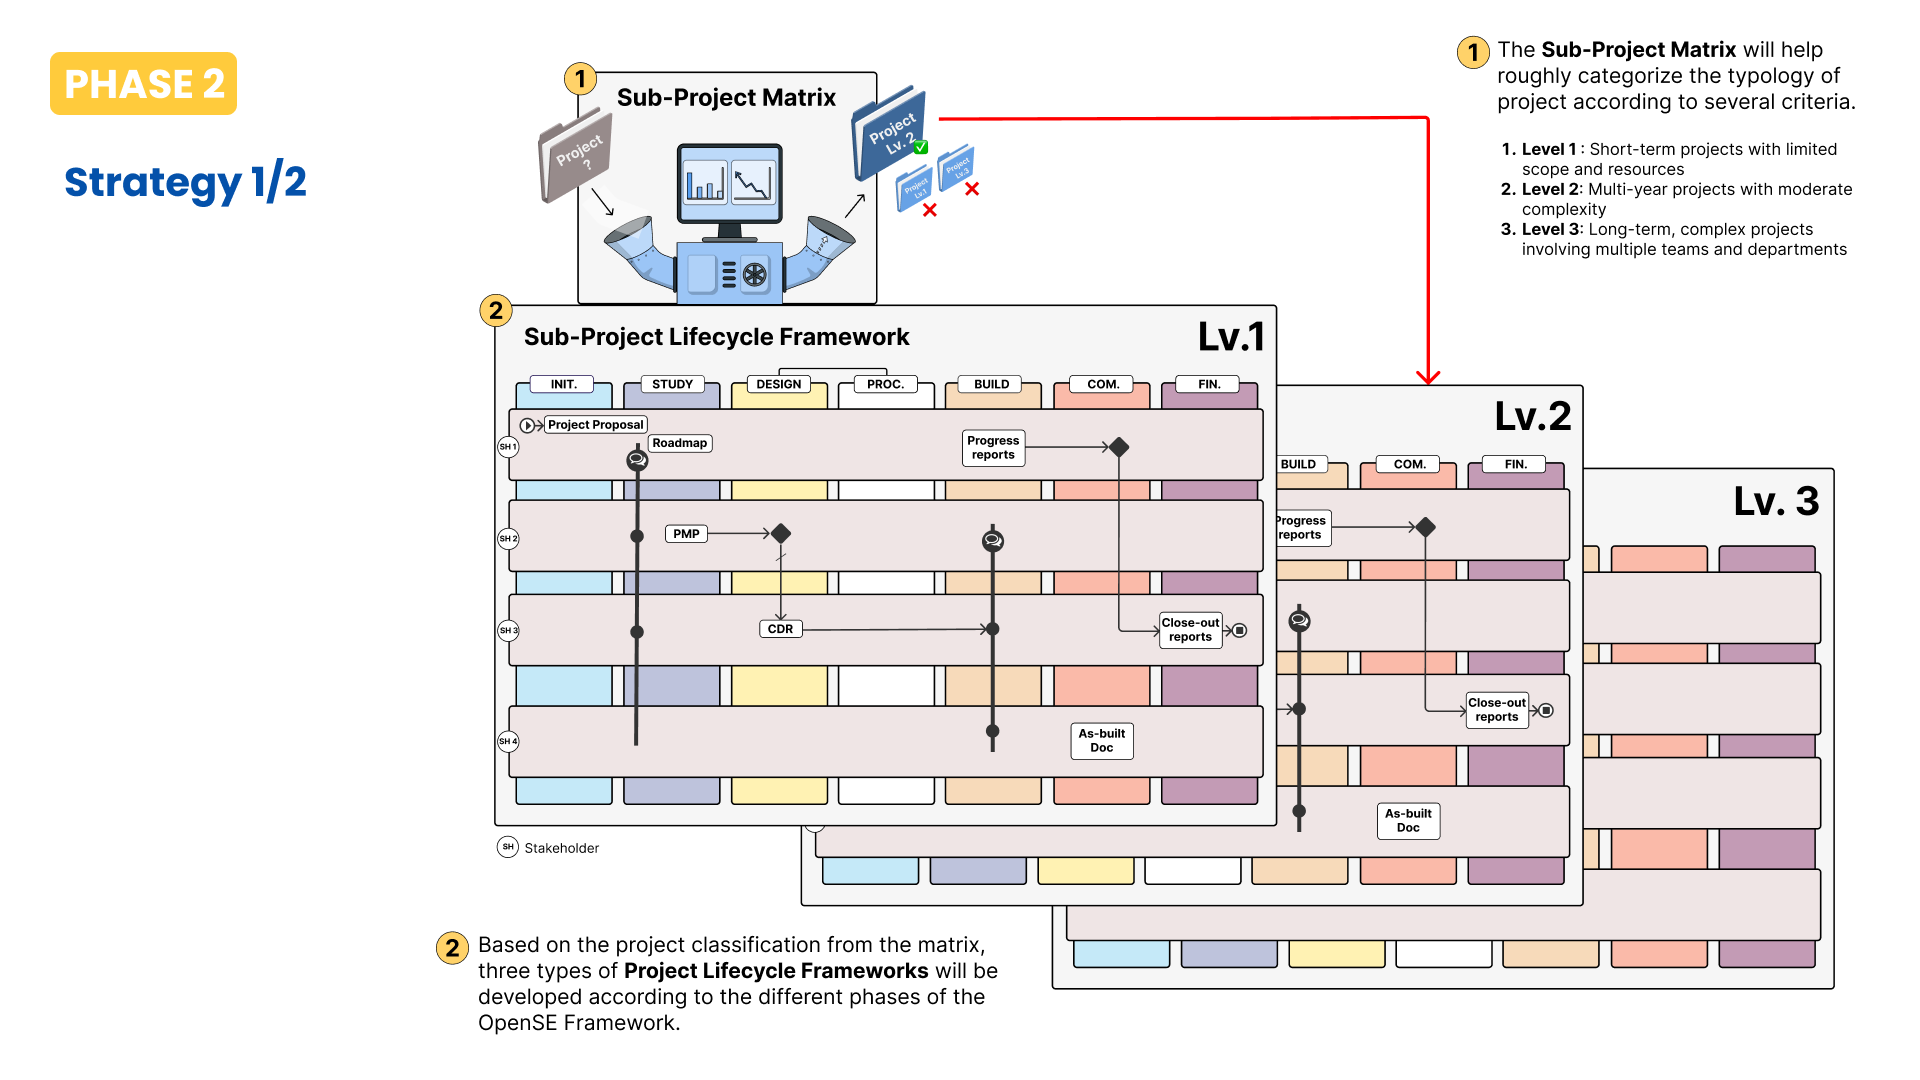 PHASE 2
Strategy 1/2
1
Sub-Project Matrix
Project
?
Project
Lv. 2
Project
Lv.1
Project
Lv.3
1
The Sub-Project Matrix will help
roughly categorize the typology of
project according to several criteria.
1. Level 1 : Short-term projects with limited
scope and resources
2. Level 2: Multi-year projects with moderate
complexity
3. Level 3: Long-term, complex projects
involving multiple teams and departments
2
Sub-Project Lifecycle Framework
Lv.1
INIT.
STUDY
DESIGN
PROC.
BUILD
COM.
FIN.
SH 1
Project Proposal
Roadmap
Progress
reports
SH 2
PMP
SH 3
CDR
Close-out
reports
SH 4
As-built
Doc
SH Stakeholder
Lv.2
BUILD
COM.
FIN.
Progress
reports
Close-out
reports
As-built
Doc
Lv. 3
2
Based on the project classification from the matrix,
three types of Project Lifecycle Frameworks will be
developed according to the different phases of the
OpenSE Framework.